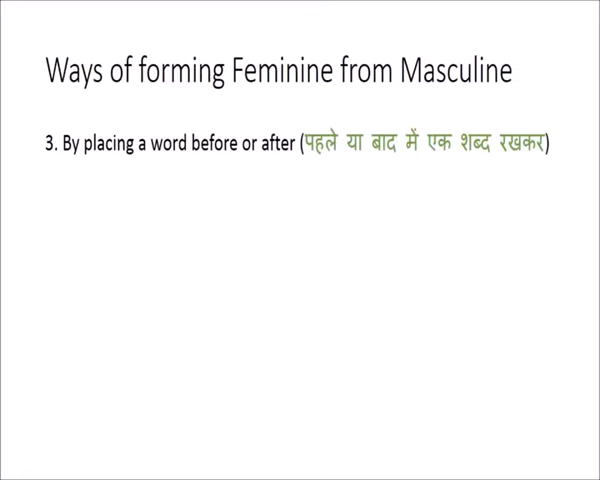 Ways of forming Feminine from Masculine
3. By placing a word before or after (पहले या बाद में एक शब्द रखकर)